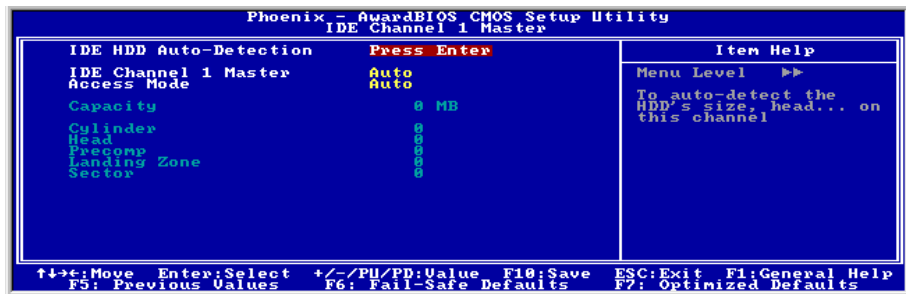 Phoenix - AwardBIOS CMOS Setup Utility
IDE Channel 1 Master
IDE HDD Auto-Detection Press Enter
IDE Channel 1 Master Auto
Access Mode Auto
Capacity 0 MB
Cylinder 0
Head 0
Precomp 0
Landing Zone 0
Sector 0
Item Help
Menu Level ▶▶
To auto-detect the
HDD's size, head... on
this channel
↑↓→←:Move Enter:Select +/-/PU/PD:Value F10:Save ESC:Exit F1:General Help
F5: Previous Values F6: Fail-Safe Defaults F7: Optimized Defaults